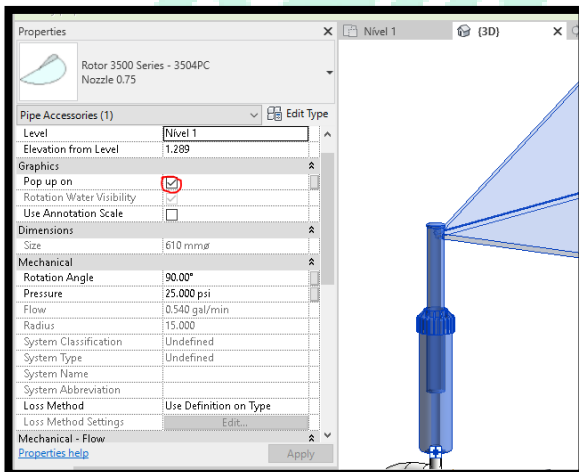 Properties
Nível 1
{3D}
Rotor 3500 Series - 3504PC
Nozzle 0.75
Pipe Accessories (1)
Edit Type
Level Nível 1
Elevation from Level 1.289
Graphics
Pop up on
Rotation Water Visibility
Use Annotation Scale
Dimensions
Size 610 mmø
Mechanical
Rotation Angle 90.00°
Pressure 25.000 psi
Flow 0.540 gal/min
Radius 15.000
System Classification Undefined
System Type Undefined
System Name
System Abbreviation
Loss Method Use Definition on Type
Loss Method Settings Edit...
Mechanical - Flow
Properties help
Apply